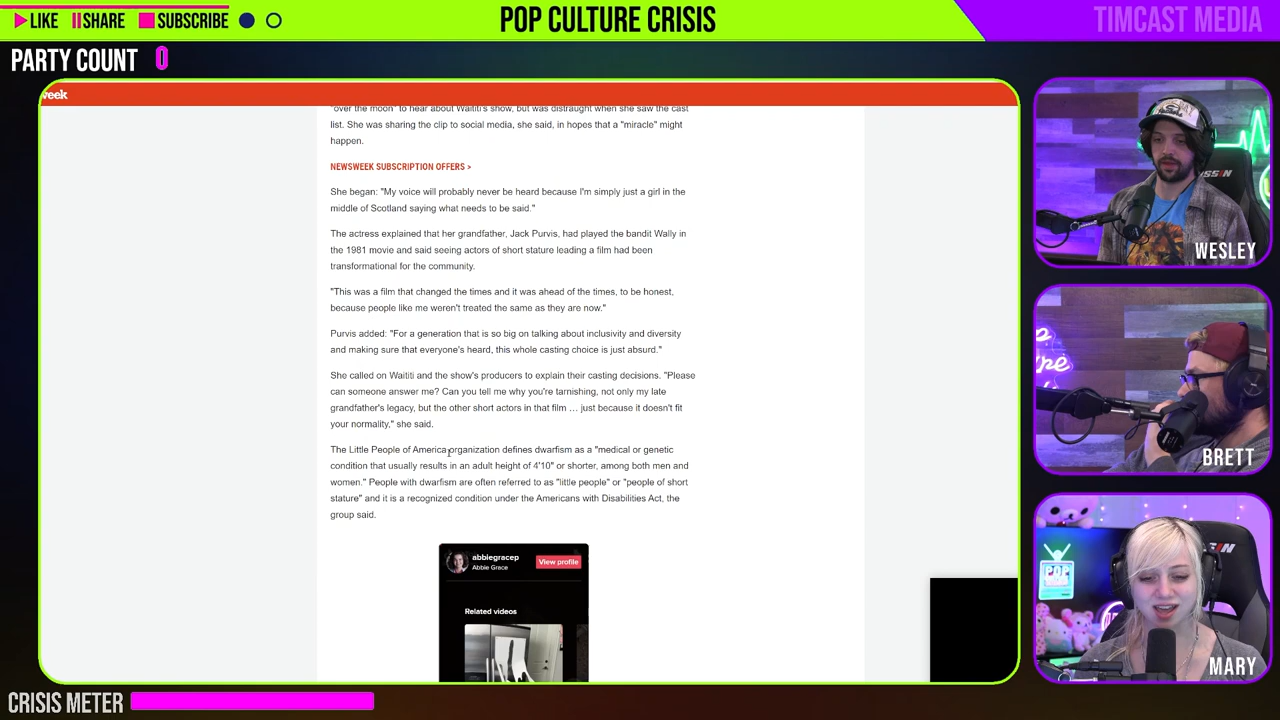 LIKE SHARE SUBSCRIBE
POP CULTURE CRISIS
TIMCAST MEDIA
PARTY COUNT 0
week
"over the moon" to hear about Waititi's show, but was distraught when she saw the cast
list. She was sharing the clip to social media, she said, in hopes that a "miracle" might
happen.
NEWSWEEK SUBSCRIPTION OFFERS >
She began: "My voice will probably never be heard because I'm simply just a girl in the
middle of Scotland saying what needs to be said."
The actress explained that her grandfather, Jack Purvis, had played the bandit Wally in
the 1981 movie and said seeing actors of short stature leading a film had been
transformational for the community.
"This was a film that changed the times and it was ahead of the times, to be honest,
because people like me weren't treated the same as they are now."
Purvis added: "For a generation that is so big on talking about inclusivity and diversity
and making sure that everyone's heard, this whole casting choice is just absurd."
She called on Waititi and the show's producers to explain their casting decisions. "Please
can someone answer me? Can you tell me why you're tarnishing, not only my late
grandfather's legacy, but the other short actors in that film … just because it doesn't fit
your normality," she said.
The Little People of America organization defines dwarfism as a "medical or genetic
condition that usually results in an adult height of 4'10" or shorter, among both men and
women." People with dwarfism are often referred to as "little people" or "people of short
stature" and it is a recognized condition under the Americans with Disabilities Act, the
group said.
abbiegracep
Abbie Grace
View profile
Related videos
WESLEY
BRETT
MARY
CRISIS METER